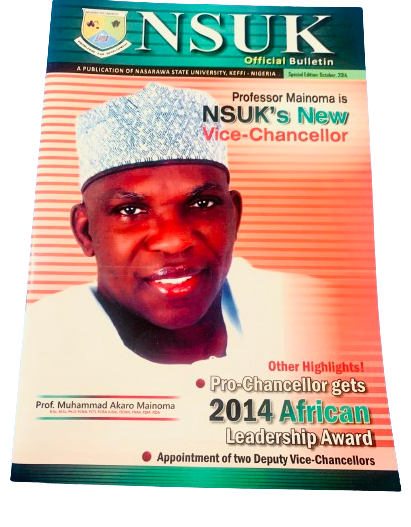 NSUK
Official Bulletin
A PUBLICATION OF NASARAWA STATE UNIVERSITY, KEFFI - NIGERIA
Special Edition: October, 2014
Professor Mainoma is
NSUK's New
Vice-Chancellor
Other Highlights!
Pro-Chancellor gets
2014 African
Leadership Award
Appointment of two Deputy Vice-Chancellors
Prof. Muhammad Akaro Mainoma